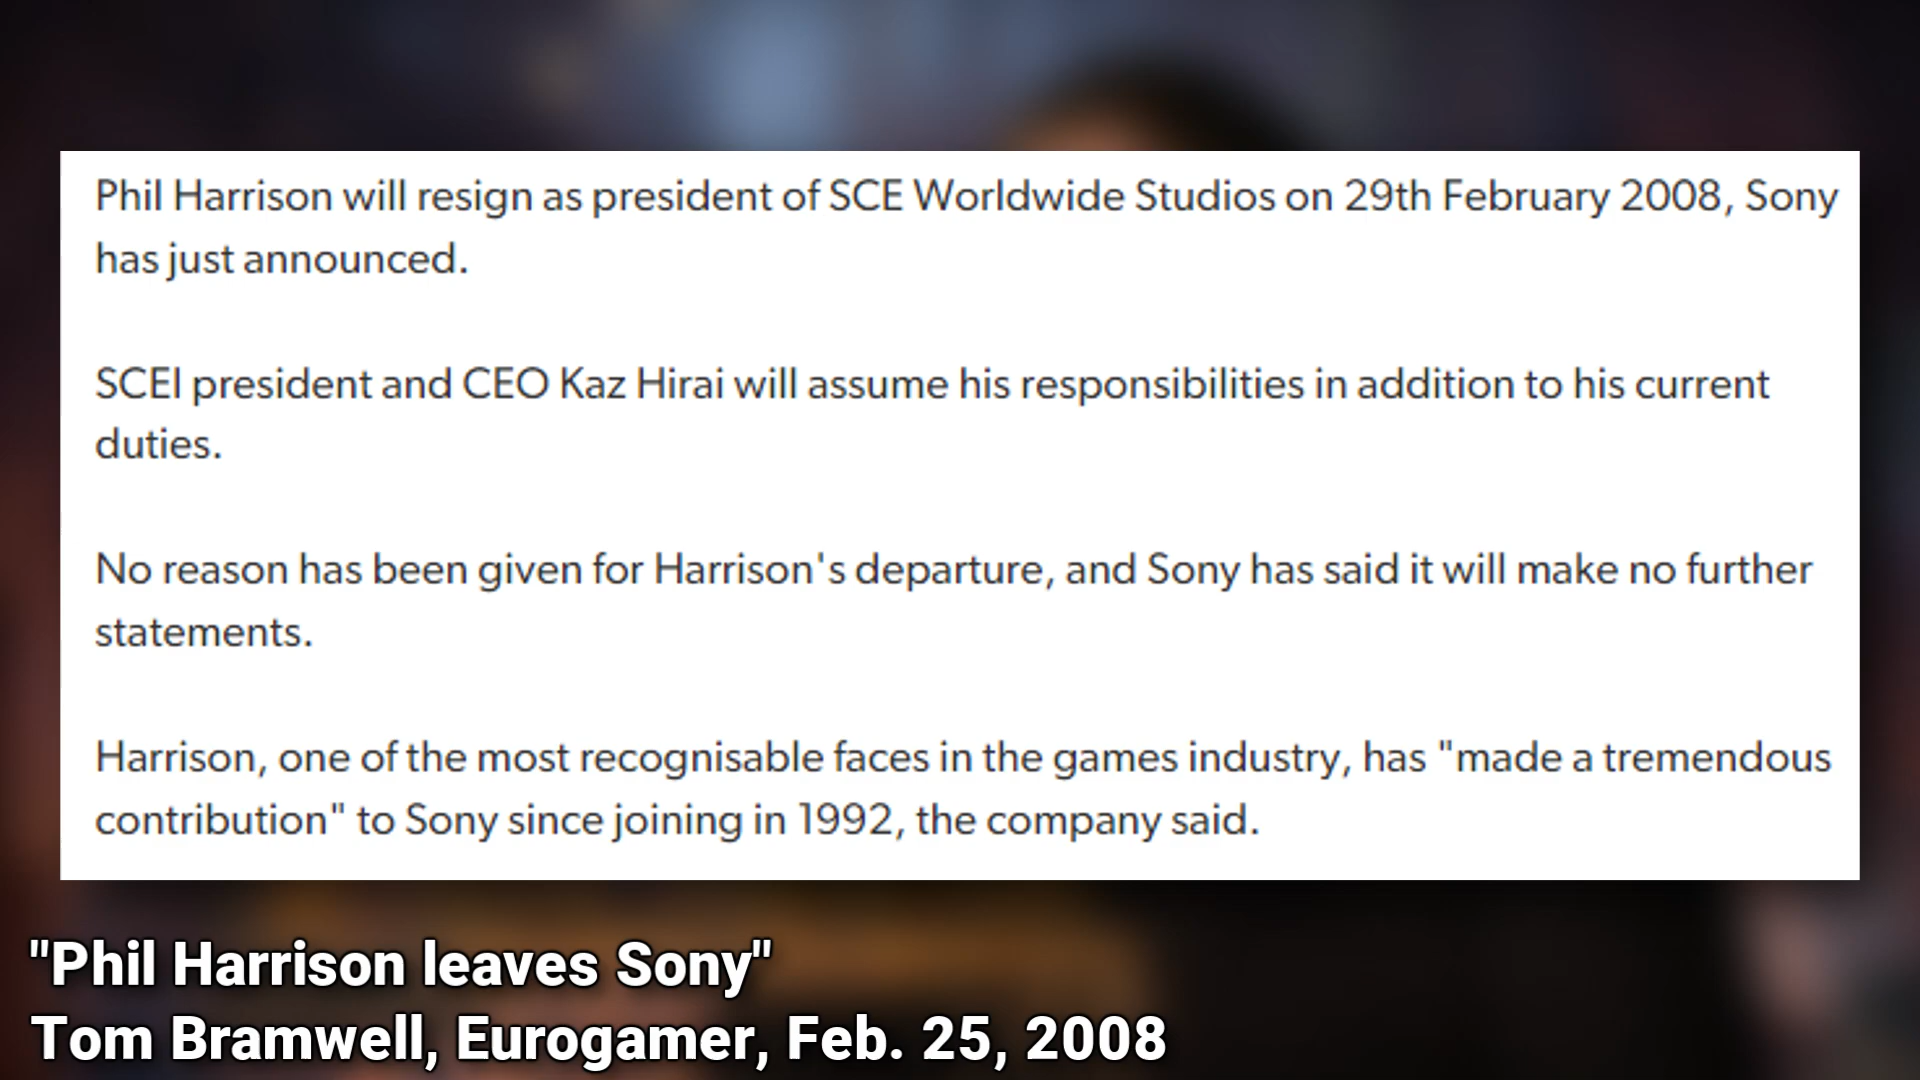 Phil Harrison will resign as president of SCE Worldwide Studios on 29th February 2008, Sony
has just announced.
SCEI president and CEO Kaz Hirai will assume his responsibilities in addition to his current
duties.
No reason has been given for Harrison's departure, and Sony has said it will make no further
statements.
Harrison, one of the most recognisable faces in the games industry, has "made a tremendous
contribution" to Sony since joining in 1992, the company said.
"Phil Harrison leaves Sony"
Tom Bramwell, Eurogamer, Feb. 25, 2008